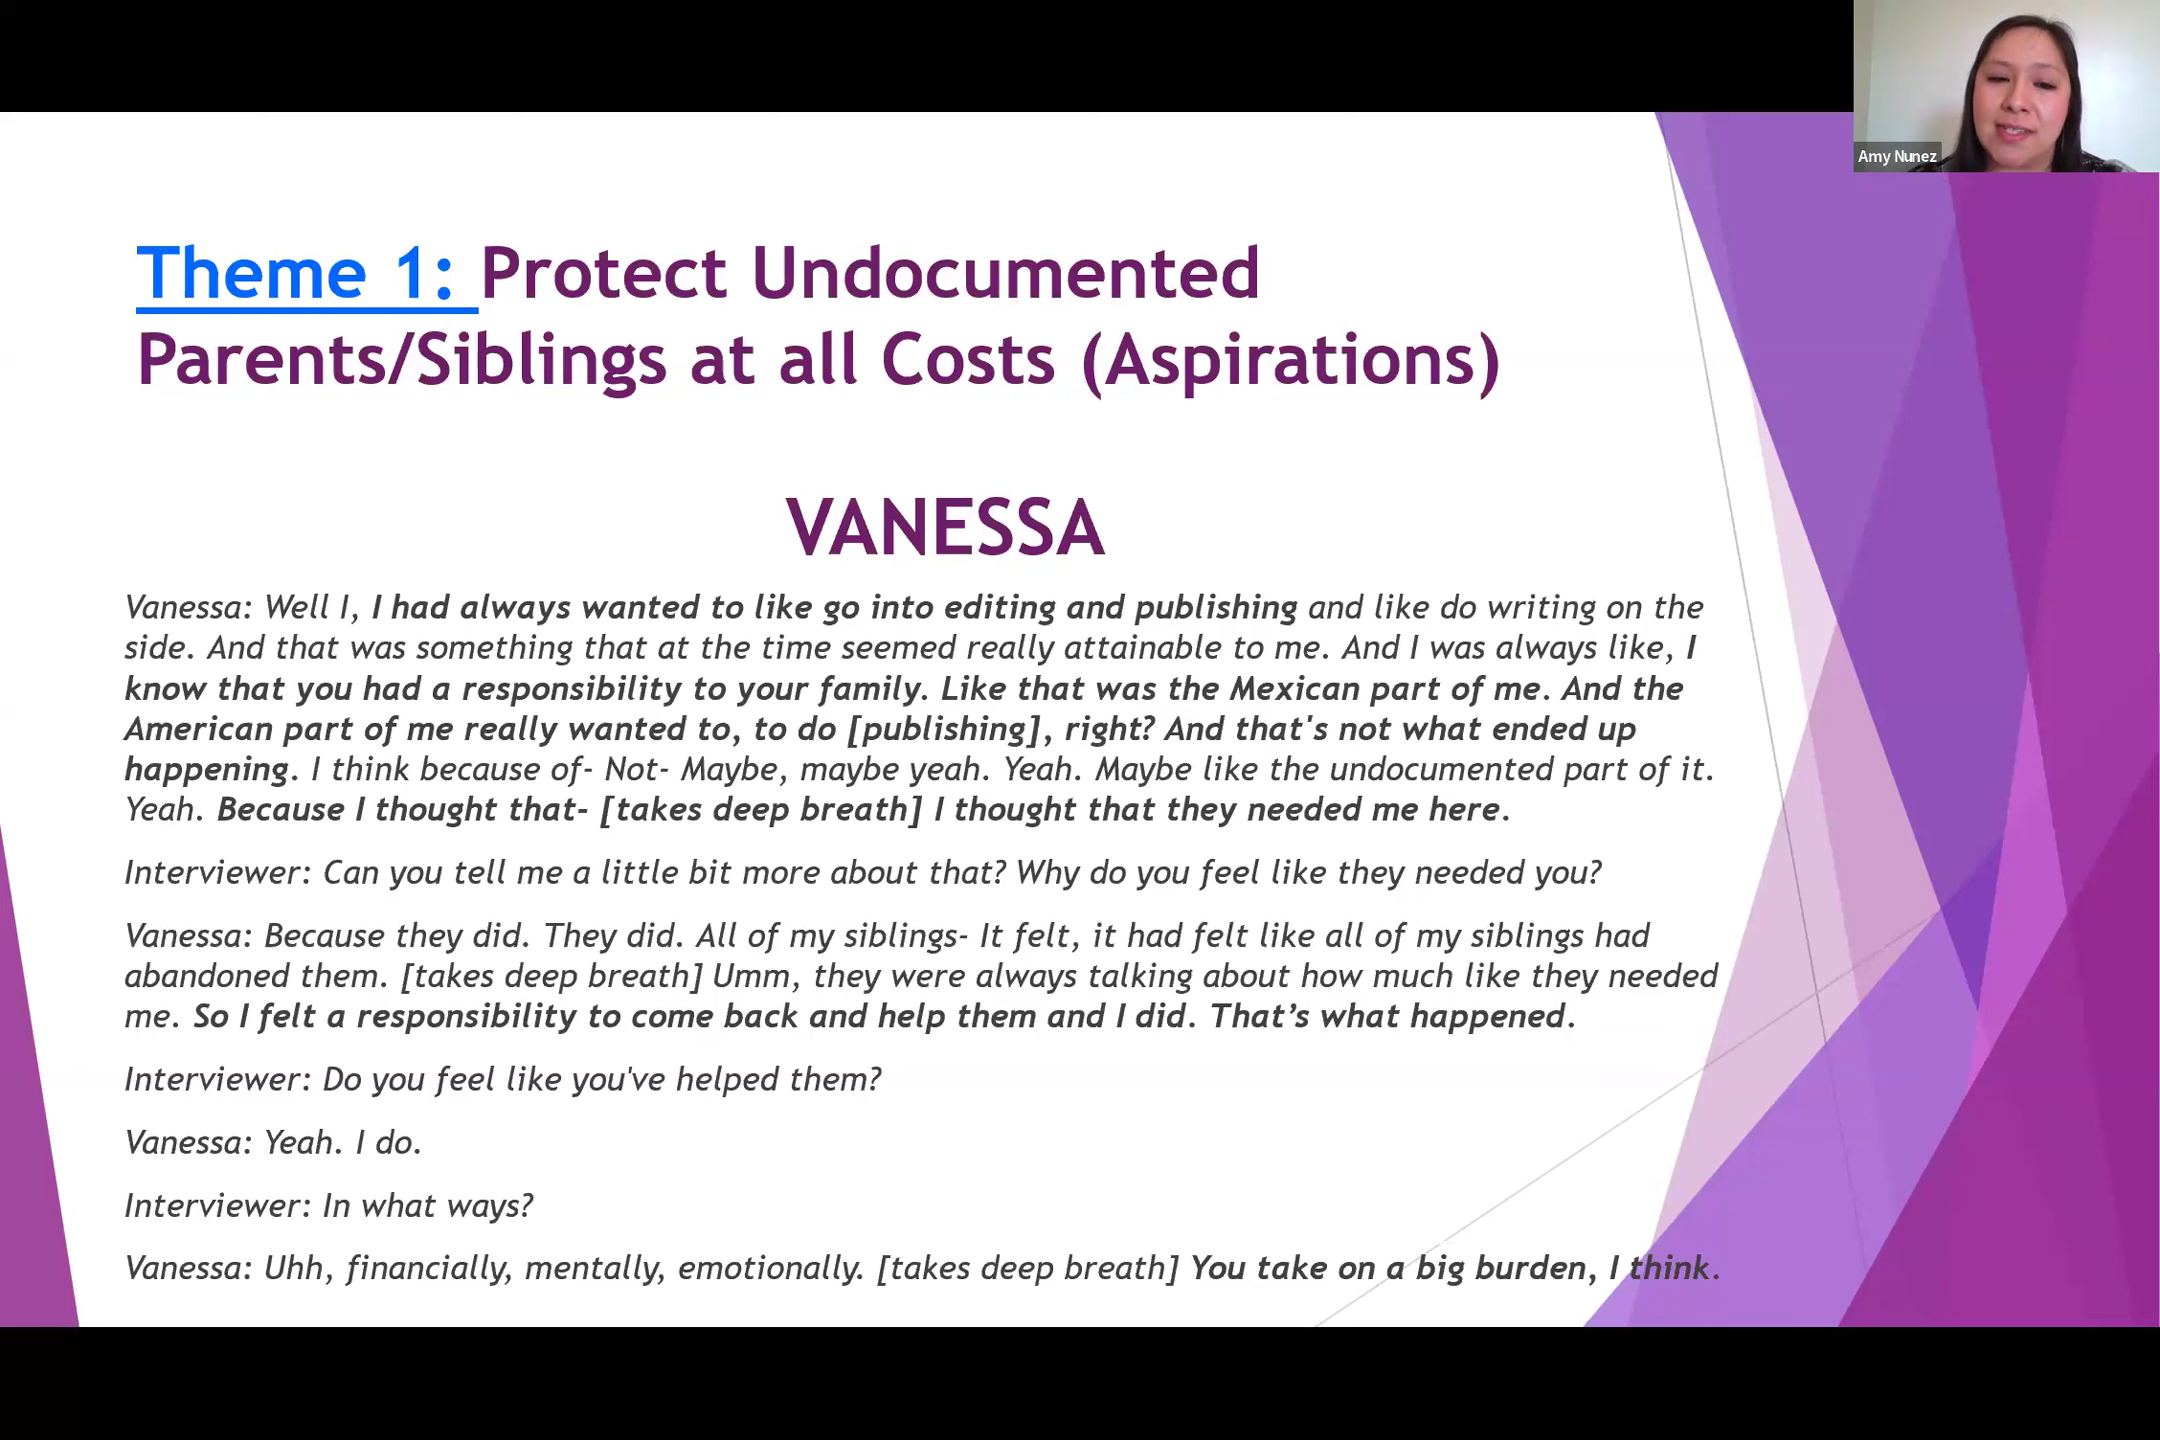 Amy Nunez
Theme 1: Protect Undocumented
Parents/Siblings at all Costs (Aspirations)
VANESSA
Vanessa: Well I, I had always wanted to like go into editing and publishing and like do writing on the
side. And that was something that at the time seemed really attainable to me. And I was always like, I
know that you had a responsibility to your family. Like that was the Mexican part of me. And the
American part of me really wanted to, to do [publishing], right? And that's not what ended up
happening. I think because of- Not- Maybe, maybe yeah. Yeah. Maybe like the undocumented part of it.
Yeah. Because I thought that- [takes deep breath] I thought that they needed me here.
Interviewer: Can you tell me a little bit more about that? Why do you feel like they needed you?
Vanessa: Because they did. They did. All of my siblings- It felt, it had felt like all of my siblings had
abandoned them. [takes deep breath] Umm, they were always talking about how much like they needed
me. So I felt a responsibility to come back and help them and I did. That’s what happened.
Interviewer: Do you feel like you've helped them?
Vanessa: Yeah. I do.
Interviewer: In what ways?
Vanessa: Uhh, financially, mentally, emotionally. [takes deep breath] You take on a big burden, I think.